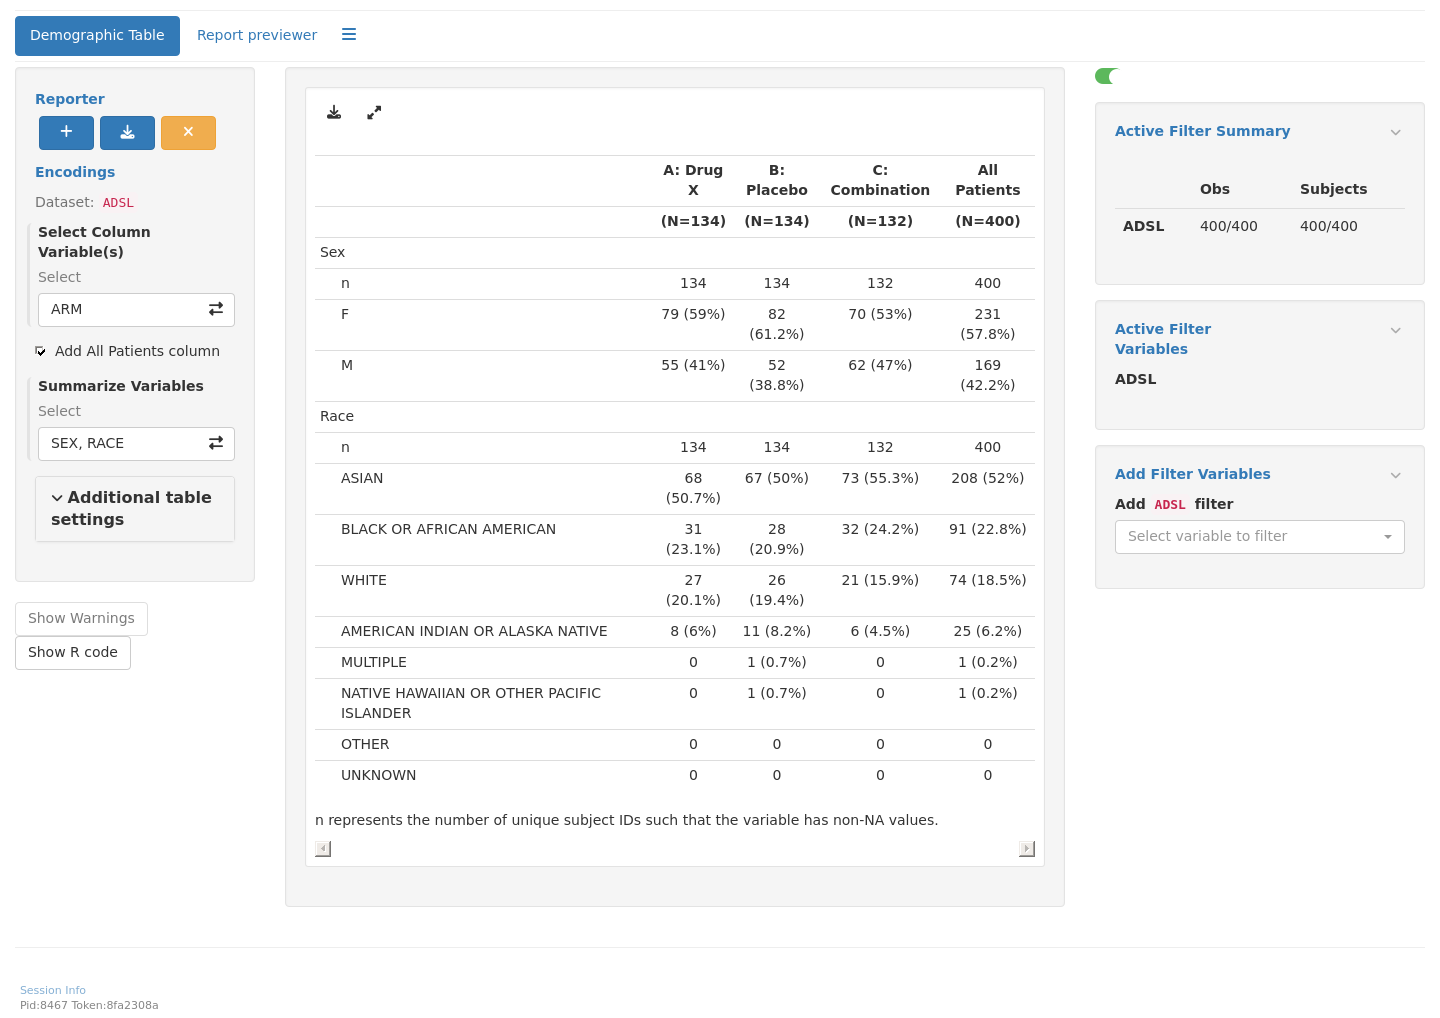 Demographic Table Report previewer
Reporter
Encodings
Dataset: ADSL
Select Column
Variable(s)
Select
ARM
Add All Patients column
Summarize Variables
Select
SEX, RACE
Additional table
settings
Show Warnings
Show R code
A: Drug B: C: All
X Placebo Combination Patients
(N=134) (N=134) (N=132) (N=400)
Sex
n 134 134 132 400
F 79 (59%) 82 70 (53%) 231
(61.2%) (57.8%)
M 55 (41%) 52 62 (47%) 169
(38.8%) (42.2%)
Race
n 134 134 132 400
ASIAN 68 67 (50%) 73 (55.3%) 208 (52%)
(50.7%)
BLACK OR AFRICAN AMERICAN 31 28 32 (24.2%) 91 (22.8%)
(23.1%) (20.9%)
WHITE 27 26 21 (15.9%) 74 (18.5%)
(20.1%) (19.4%)
AMERICAN INDIAN OR ALASKA NATIVE 8 (6%) 11 (8.2%) 6 (4.5%) 25 (6.2%)
MULTIPLE 0 1 (0.7%) 0 1 (0.2%)
NATIVE HAWAIIAN OR OTHER PACIFIC 0 1 (0.7%) 0 1 (0.2%)
ISLANDER
OTHER 0 0 0 0
UNKNOWN 0 0 0 0
n represents the number of unique subject IDs such that the variable has non-NA values.
Active Filter Summary
Obs Subjects
ADSL 400/400 400/400
Active Filter
Variables
ADSL
Add Filter Variables
Add ADSL filter
Select variable to filter
Session Info
Pid:8467 Token:8fa2308a